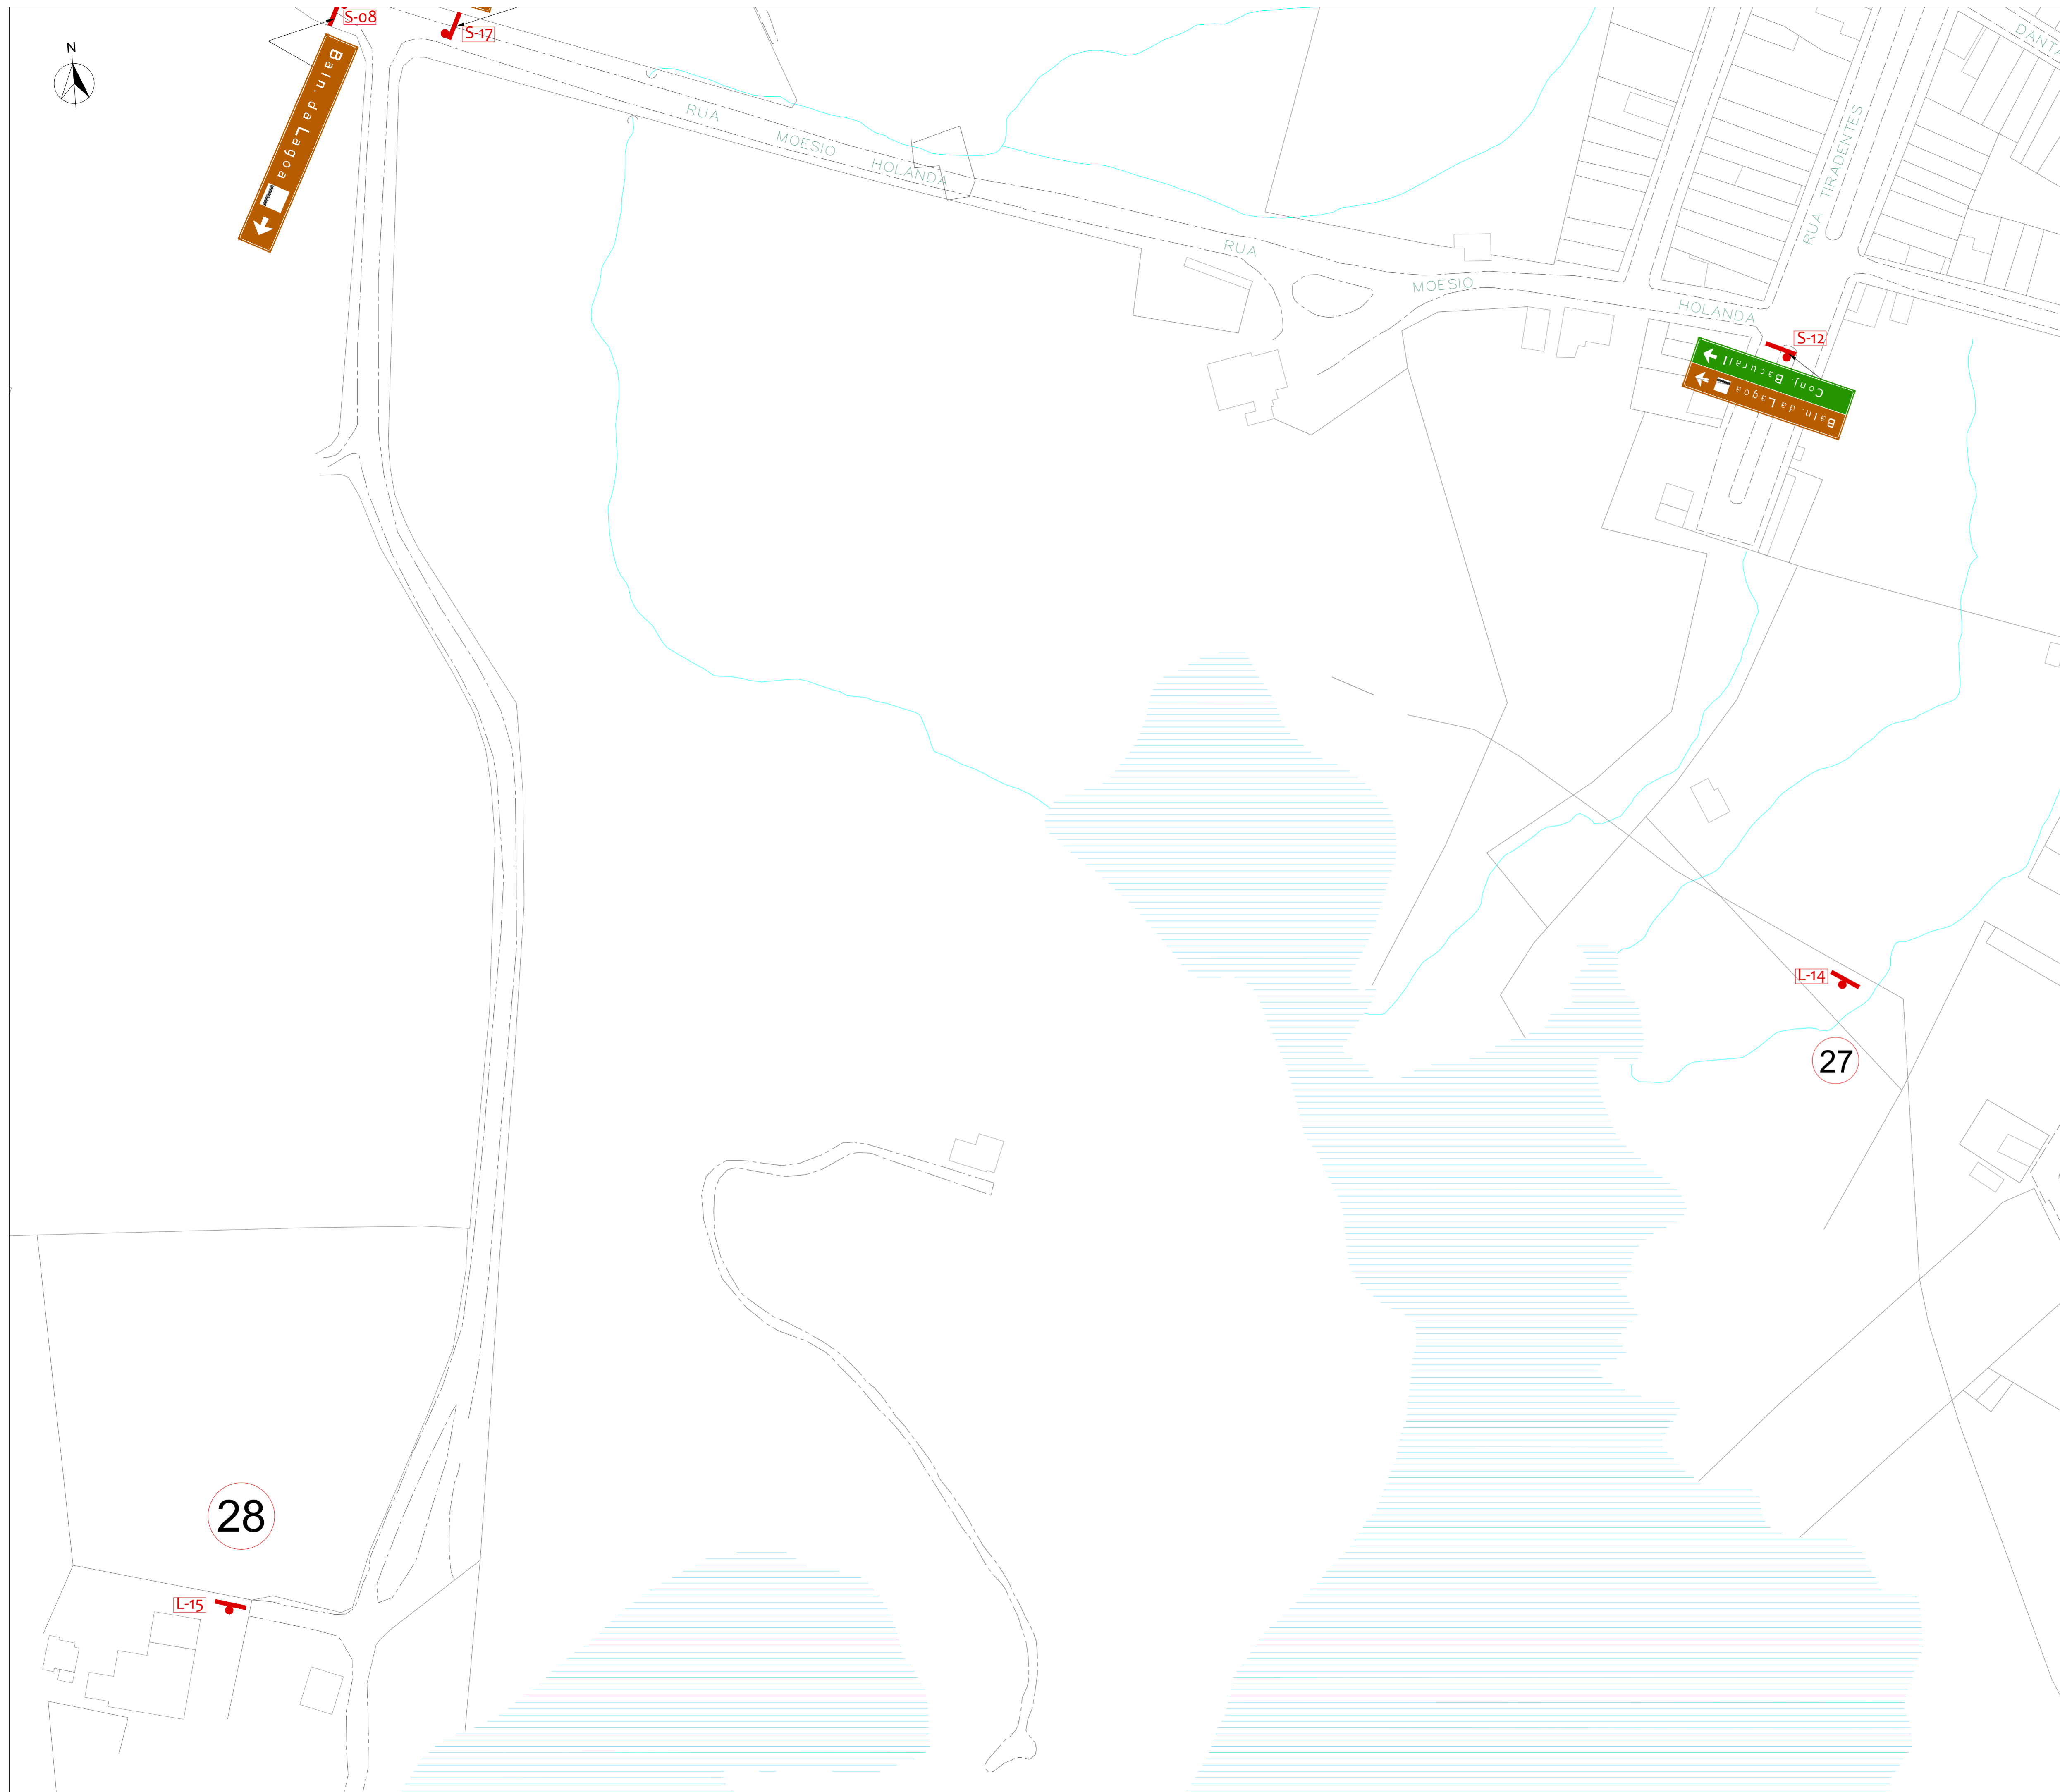 S-08
S-17
N
Baln. da Lagoa
RUA MOESIO HOLANDA
RUA TIRADENTES
RUA MOESIO HOLANDA
S-12
Conj. Bacurall
Baln. da Lagoa
L-14
27
28
L-15